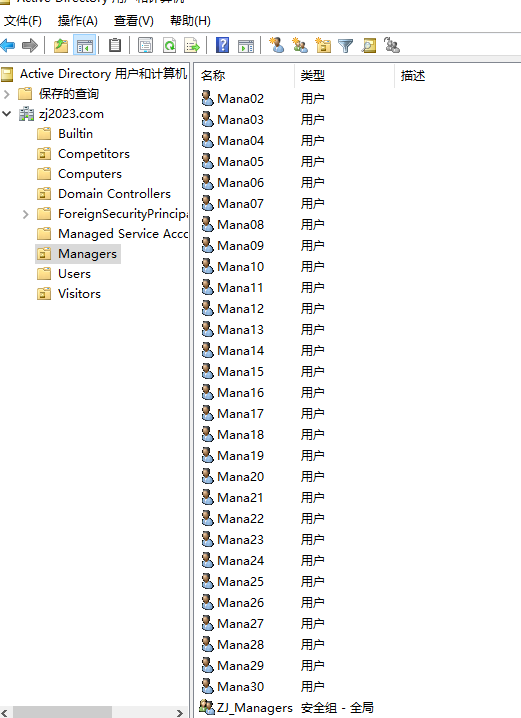 Active Directory 用户和计算机
文件(F) 操作(A) 查看(V) 帮助(H)
Active Directory 用户和计算机
保存的查询
zj2023.com
Builtin
Competitors
Computers
Domain Controllers
ForeignSecurityPrincipa
Managed Service Acco
Managers
Users
Visitors
名称 类型 描述
Mana02 用户
Mana03 用户
Mana04 用户
Mana05 用户
Mana06 用户
Mana07 用户
Mana08 用户
Mana09 用户
Mana10 用户
Mana11 用户
Mana12 用户
Mana13 用户
Mana14 用户
Mana15 用户
Mana16 用户
Mana17 用户
Mana18 用户
Mana19 用户
Mana20 用户
Mana21 用户
Mana22 用户
Mana23 用户
Mana24 用户
Mana25 用户
Mana26 用户
Mana27 用户
Mana28 用户
Mana29 用户
Mana30 用户
ZJ_Managers 安全组 - 全局